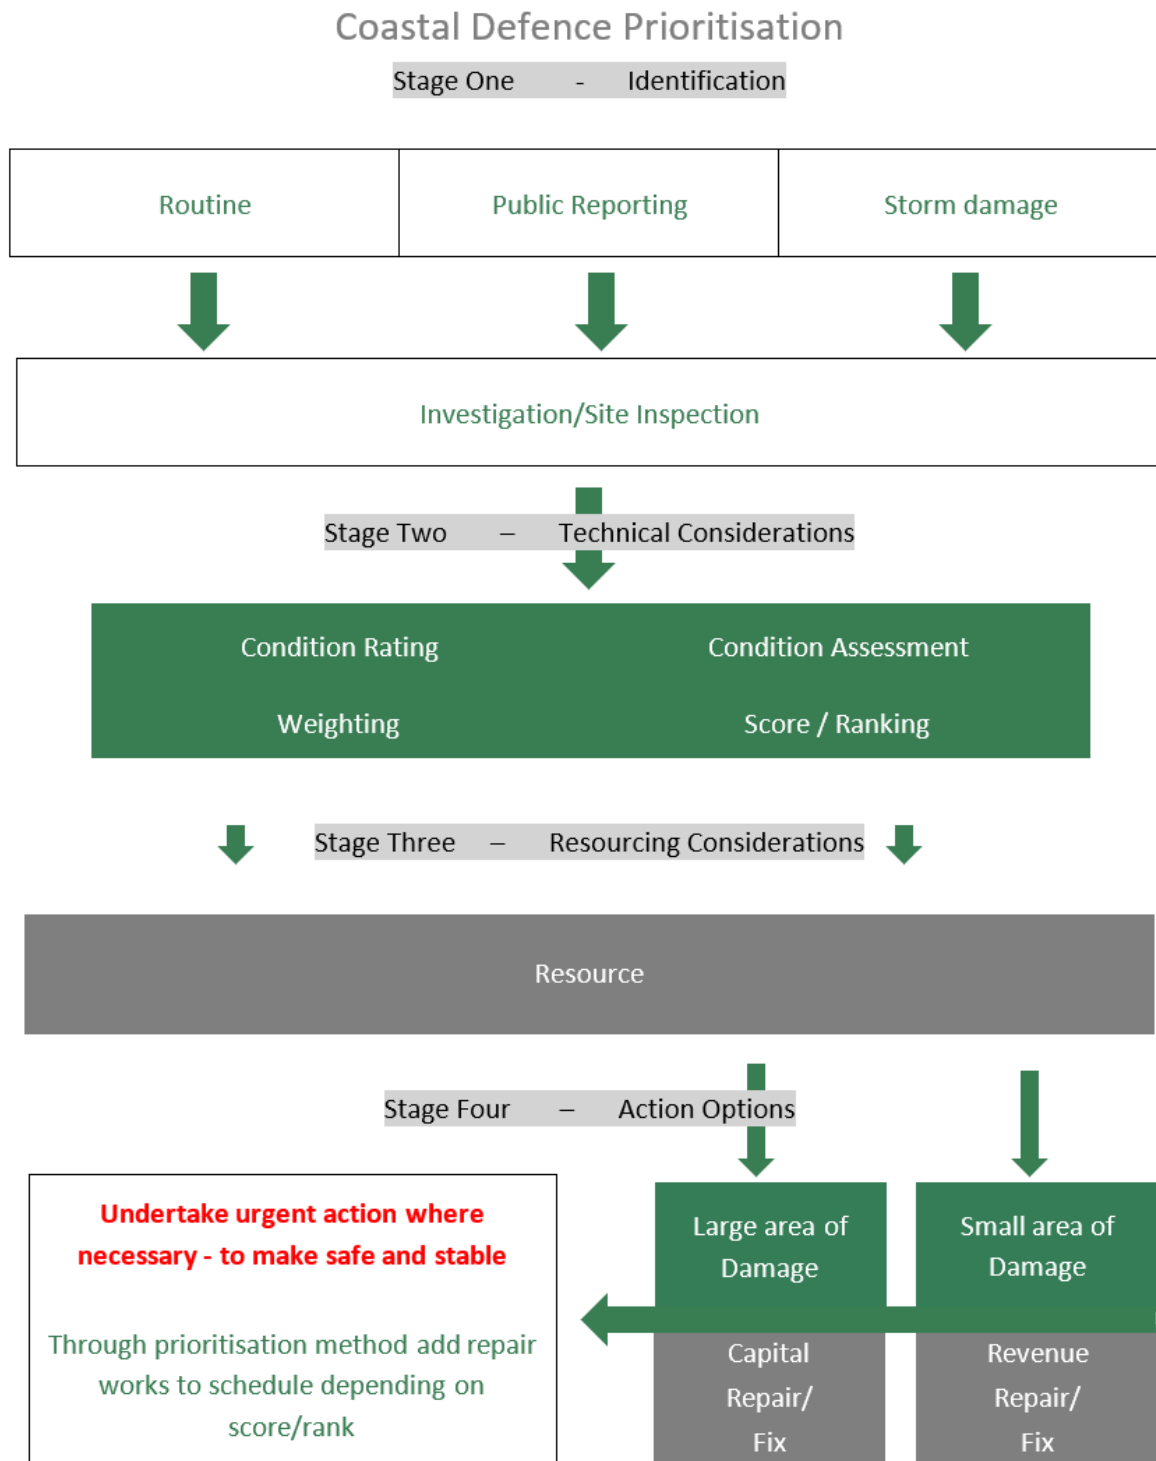 Coastal Defence Prioritisation
Stage One - Identification
Routine
Public Reporting
Storm damage
Investigation/Site Inspection
Stage Two – Technical Considerations
Condition Rating
Condition Assessment
Weighting
Score / Ranking
Stage Three – Resourcing Considerations
Resource
Stage Four – Action Options
Undertake urgent action where
necessary - to make safe and stable
Through prioritisation method add repair
works to schedule depending on
score/rank
Large area of
Damage
Capital
Repair/
Fix
Small area of
Damage
Revenue
Repair/
Fix